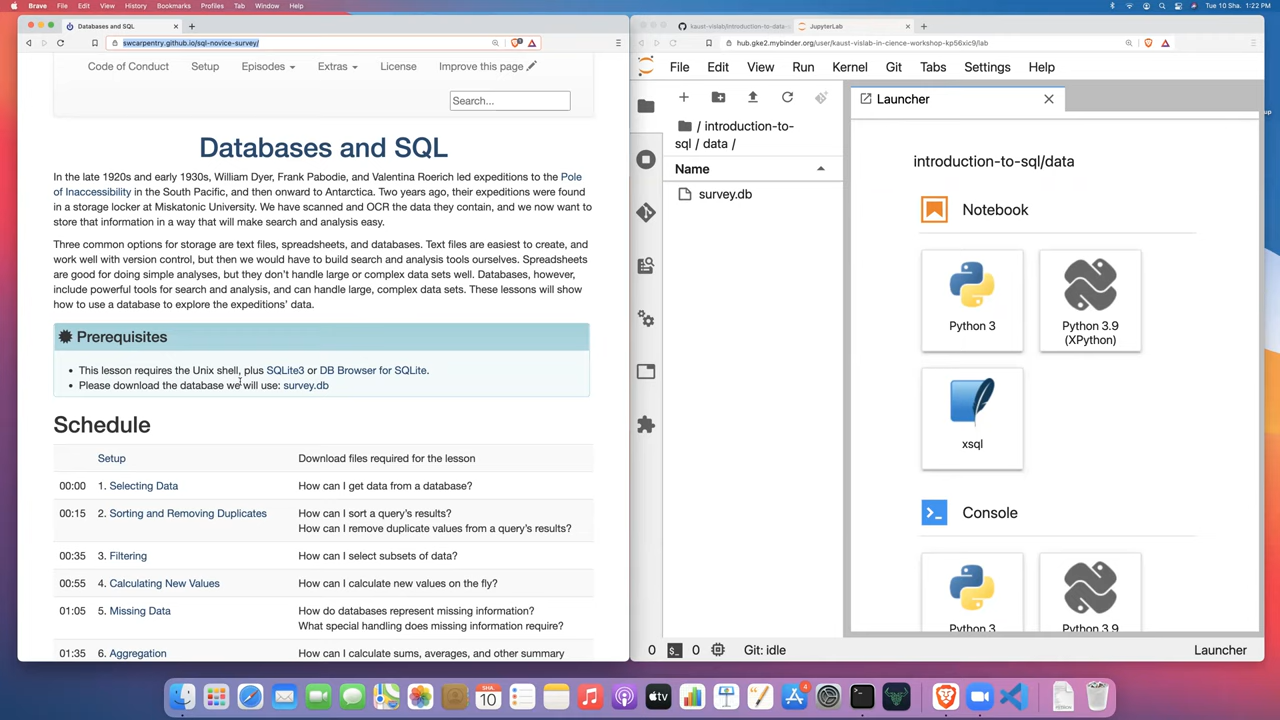 Brave File Edit View History Bookmarks Profiles Tab Window Help
Tue 10 Sha. 1:22 PM
Databases and SQL
swcarpentry.github.io/sql-novice-survey/
Code of Conduct Setup Episodes Extras License Improve this page
Search...
Databases and SQL
In the late 1920s and early 1930s, William Dyer, Frank Pabodie, and Valentina Roerich led expeditions to the Pole
of Inaccessibility in the South Pacific, and then onward to Antarctica. Two years ago, their expeditions were found
in a storage locker at Miskatonic University. We have scanned and OCR the data they contain, and we now want to
store that information in a way that will make search and analysis easy.
Three common options for storage are text files, spreadsheets, and databases. Text files are easiest to create, and
work well with version control, but then we would have to build search and analysis tools ourselves. Spreadsheets
are good for doing simple analyses, but they don't handle large or complex data sets well. Databases, however,
include powerful tools for search and analysis, and can handle large, complex data sets. These lessons will show
how to use a database to explore the expeditions' data.
Prerequisites
• This lesson requires the Unix shell, plus SQLite3 or DB Browser for SQLite.
• Please download the database we will use: survey.db
Schedule
Setup Download files required for the lesson
00:00 1. Selecting Data How can I get data from a database?
00:15 2. Sorting and Removing Duplicates How can I sort a query's results?
How can I remove duplicate values from a query's results?
00:35 3. Filtering How can I select subsets of data?
00:55 4. Calculating New Values How can I calculate new values on the fly?
01:05 5. Missing Data How do databases represent missing information?
What special handling does missing information require?
01:35 6. Aggregation How can I calculate sums, averages, and other summary
kaust-vislab/introduction-to-data-
JupyterLab
hub.gke2.mybinder.org/user/kaust-vislab-in-cience-workshop-kp56xic9/lab
File Edit View Run Kernel Git Tabs Settings Help
/ introduction-to-
sql / data /
Name
survey.db
Launcher
introduction-to-sql/data
Notebook
Python 3
Python 3.9
(XPython)
xsql
Console
Python 3
Python 3.9
0 $_ 0 Git: idle
Launcher
SHA
10
4
tv